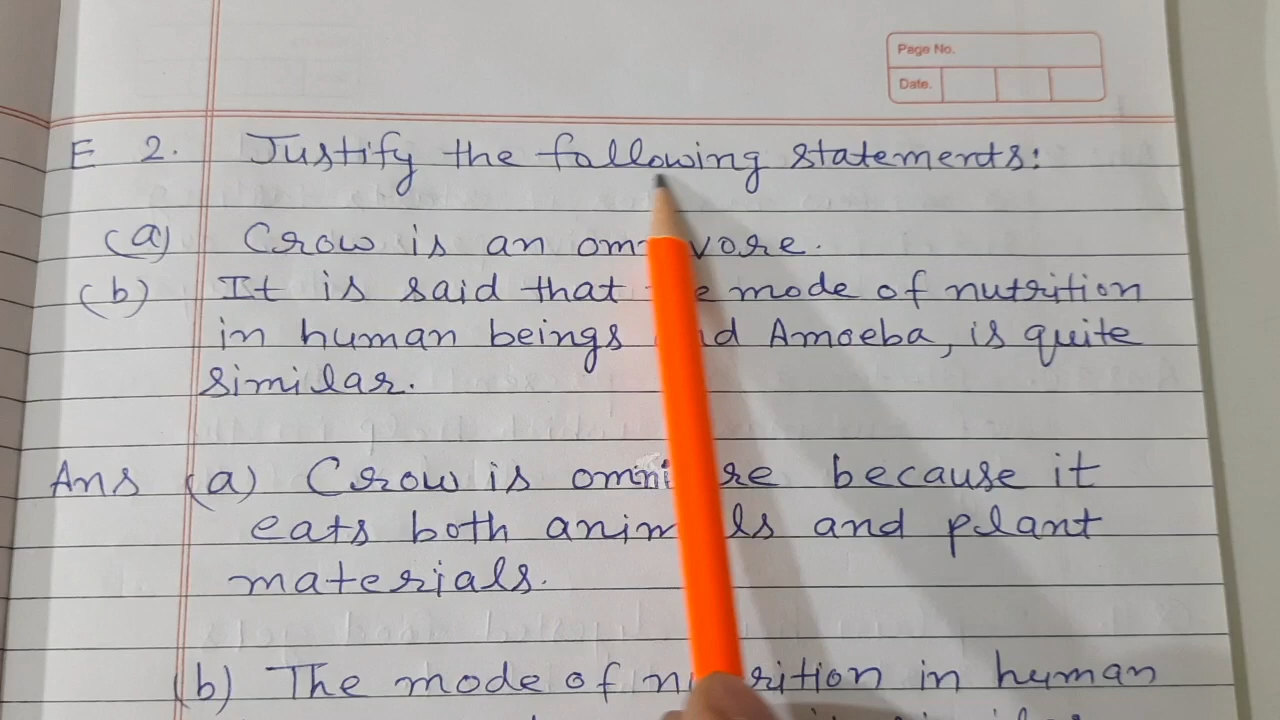 Page No.
Date.
E 2. Justify the following statements:
(a) Crow is an
(b) It is said that mode of nutrition
in human beings Amoeba, is quite
similar.
Ans (a) Crow is because it
eats both and plant
materials.
(b) The mode of in human